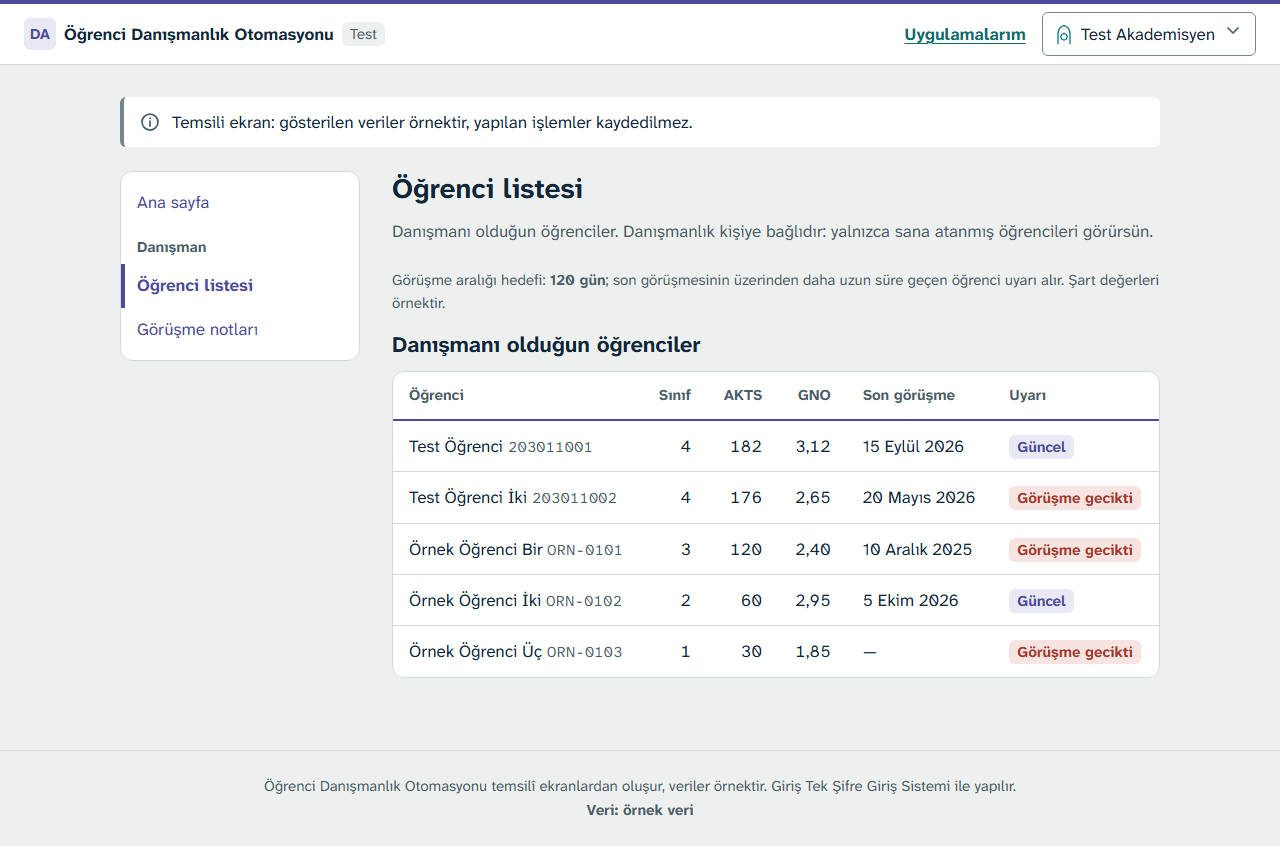 DA Öğrenci Danışmanlık Otomasyonu Test Uygulamalarım Test Akademisyen
Temsili ekran: gösterilen veriler örnektir, yapılan işlemler kaydedilmez.
Ana sayfa
Danışman
Öğrenci listesi
Görüşme notları
Öğrenci listesi
Danışmanı olduğun öğrenciler. Danışmanlık kişiye bağlıdır: yalnızca sana atanmış öğrencileri görürsün.
Görüşme aralığı hedefi: 120 gün; son görüşmesinin üzerinden daha uzun süre geçen öğrenci uyarı alır. Şart değerleri
örnektir.
Danışmanı olduğun öğrenciler
Öğrenci Sınıf AKTS GNO Son görüşme Uyarı
Test Öğrenci 203011001 4 182 3,12 15 Eylül 2026 Güncel
Test Öğrenci İki 203011002 4 176 2,65 20 Mayıs 2026 Görüşme gecikti
Örnek Öğrenci Bir ORN-0101 3 120 2,40 10 Aralık 2025 Görüşme gecikti
Örnek Öğrenci İki ORN-0102 2 60 2,95 5 Ekim 2026 Güncel
Örnek Öğrenci Üç ORN-0103 1 30 1,85 — Görüşme gecikti
Öğrenci Danışmanlık Otomasyonu temsilî ekranlardan oluşur, veriler örnektir. Giriş Tek Şifre Giriş Sistemi ile yapılır.
Veri: örnek veri